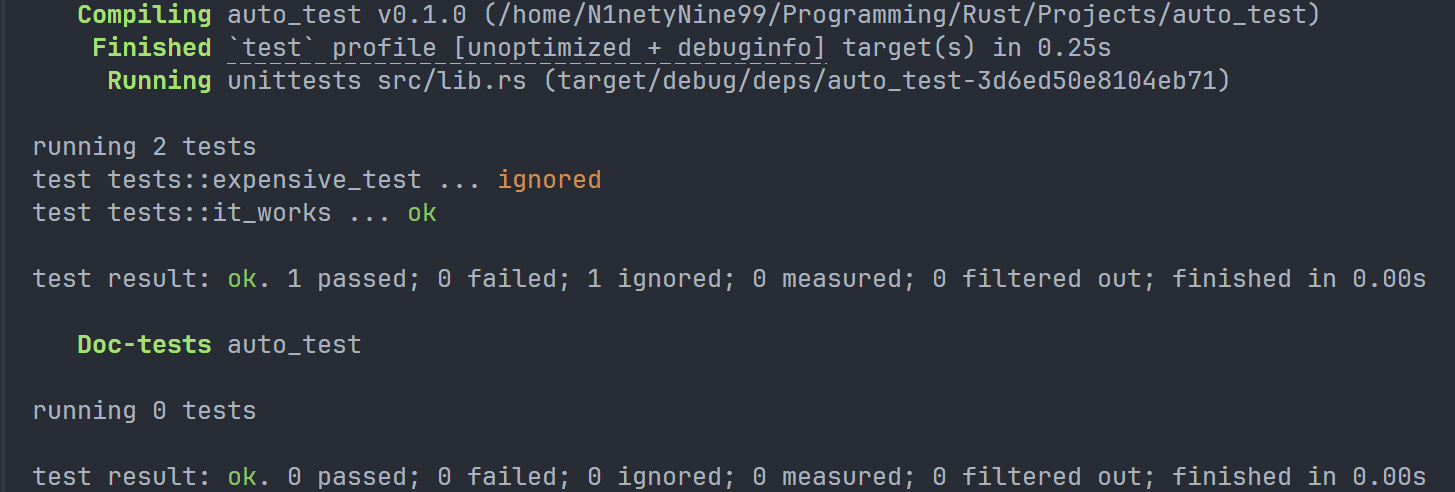 Compiling auto_test v0.1.0 (/home/N1netyNine99/Programming/Rust/Projects/auto_test)
Finished `test` profile [unoptimized + debuginfo] target(s) in 0.25s
Running unittests src/lib.rs (target/debug/deps/auto_test-3d6ed50e8104eb71)
running 2 tests
test tests::expensive_test ... ignored
test tests::it_works ... ok
test result: ok. 1 passed; 0 failed; 1 ignored; 0 measured; 0 filtered out; finished in 0.00s
Doc-tests auto_test
running 0 tests
test result: ok. 0 passed; 0 failed; 0 ignored; 0 measured; 0 filtered out; finished in 0.00s